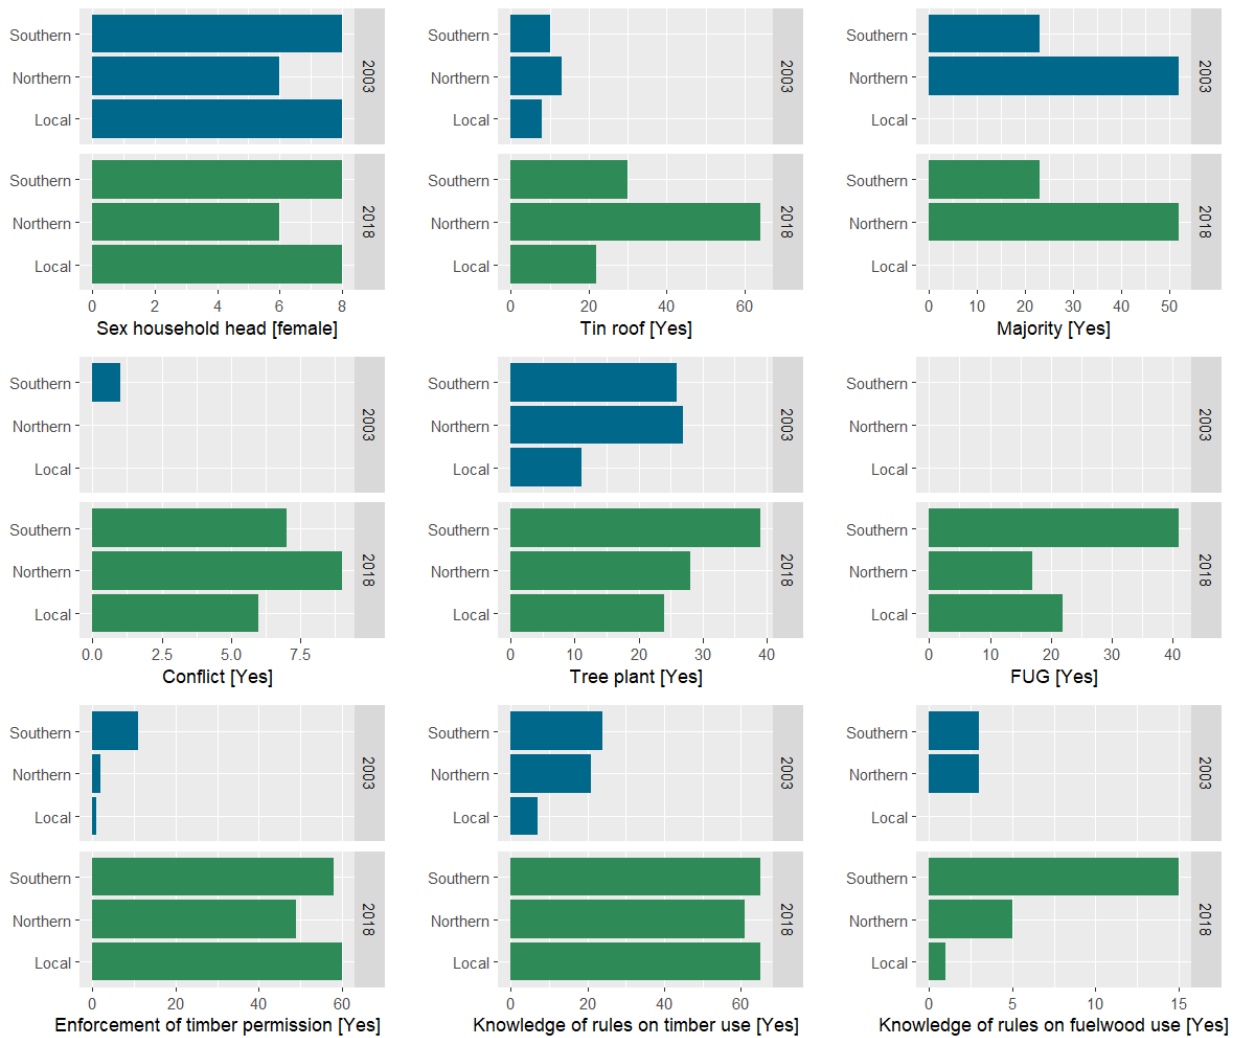 Southern
Northern
Local
2003
Southern
Northern
Local
2018
0 2 4 6 8
Sex household head [female]
Southern
Northern
Local
2003
Southern
Northern
Local
2018
0 20 40 60
Tin roof [Yes]
Southern
Northern
Local
2003
Southern
Northern
Local
2018
0 10 20 30 40 50
Majority [Yes]
Southern
Northern
Local
2003
Southern
Northern
Local
2018
0.0 2.5 5.0 7.5
Conflict [Yes]
Southern
Northern
Local
2003
Southern
Northern
Local
2018
0 10 20 30 40
Tree plant [Yes]
Southern
Northern
Local
2003
Southern
Northern
Local
2018
0 10 20 30 40
FUG [Yes]
Southern
Northern
Local
2003
Southern
Northern
Local
2018
0 20 40 60
Enforcement of timber permission [Yes]
Southern
Northern
Local
2003
Southern
Northern
Local
2018
0 20 40 60
Knowledge of rules on timber use [Yes]
Southern
Northern
Local
2003
Southern
Northern
Local
2018
0 5 10 15
Knowledge of rules on fuelwood use [Yes]